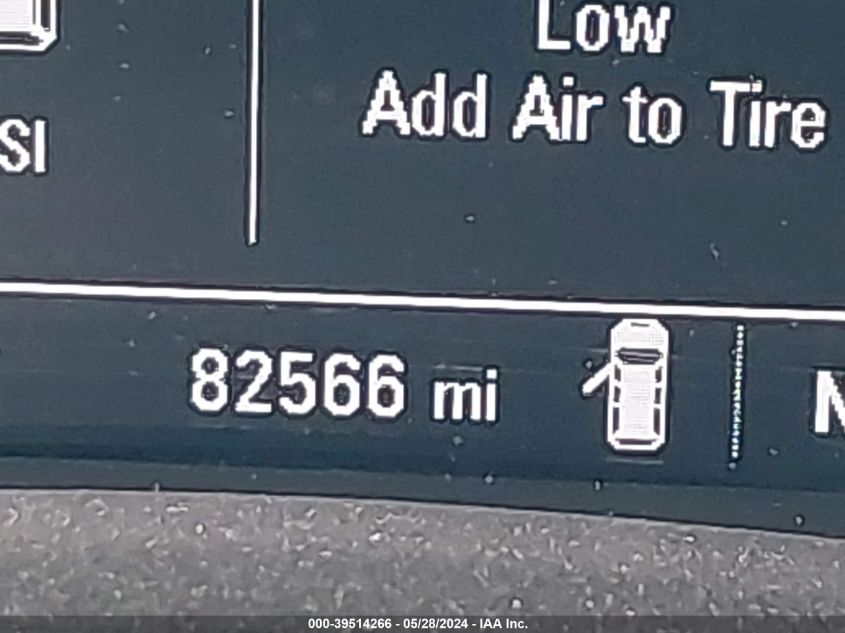 Low
Add Air to Tire
SI
82566 mi
N
000-39514266 - 05/28/2024 - IAA Inc.